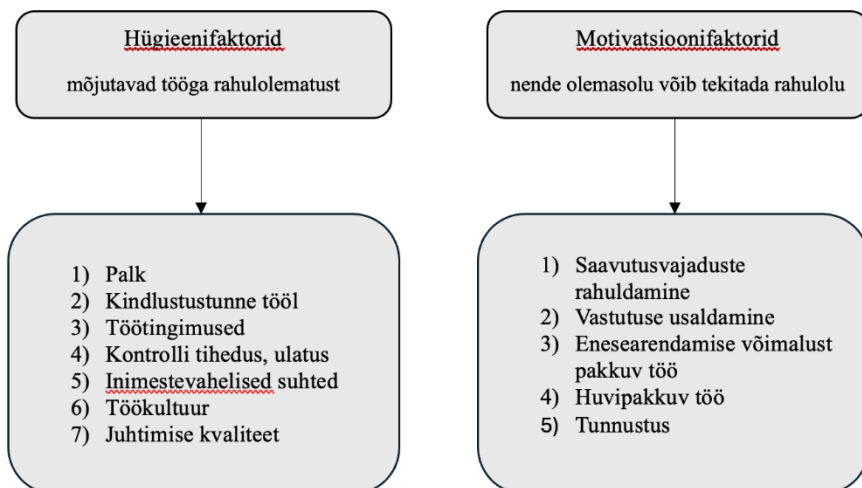 Hügieenifaktorid
mõjutavad tööga rahulolematust
Motivatsioonifaktorid
nende olemasolu võib tekitada rahulolu
1) Palk
2) Kindlustustunne tööl
3) Töötingimused
4) Kontrolli tihedus, ulatus
5) Inimestevahelised suhted
6) Töökultuur
7) Juhtimise kvaliteet
1) Saavutusvajaduste
rahuldamine
2) Vastutuse usaldamine
3) Enesearendamise võimalust
pakkuv töö
4) Huvipakkuv töö
5) Tunnustus